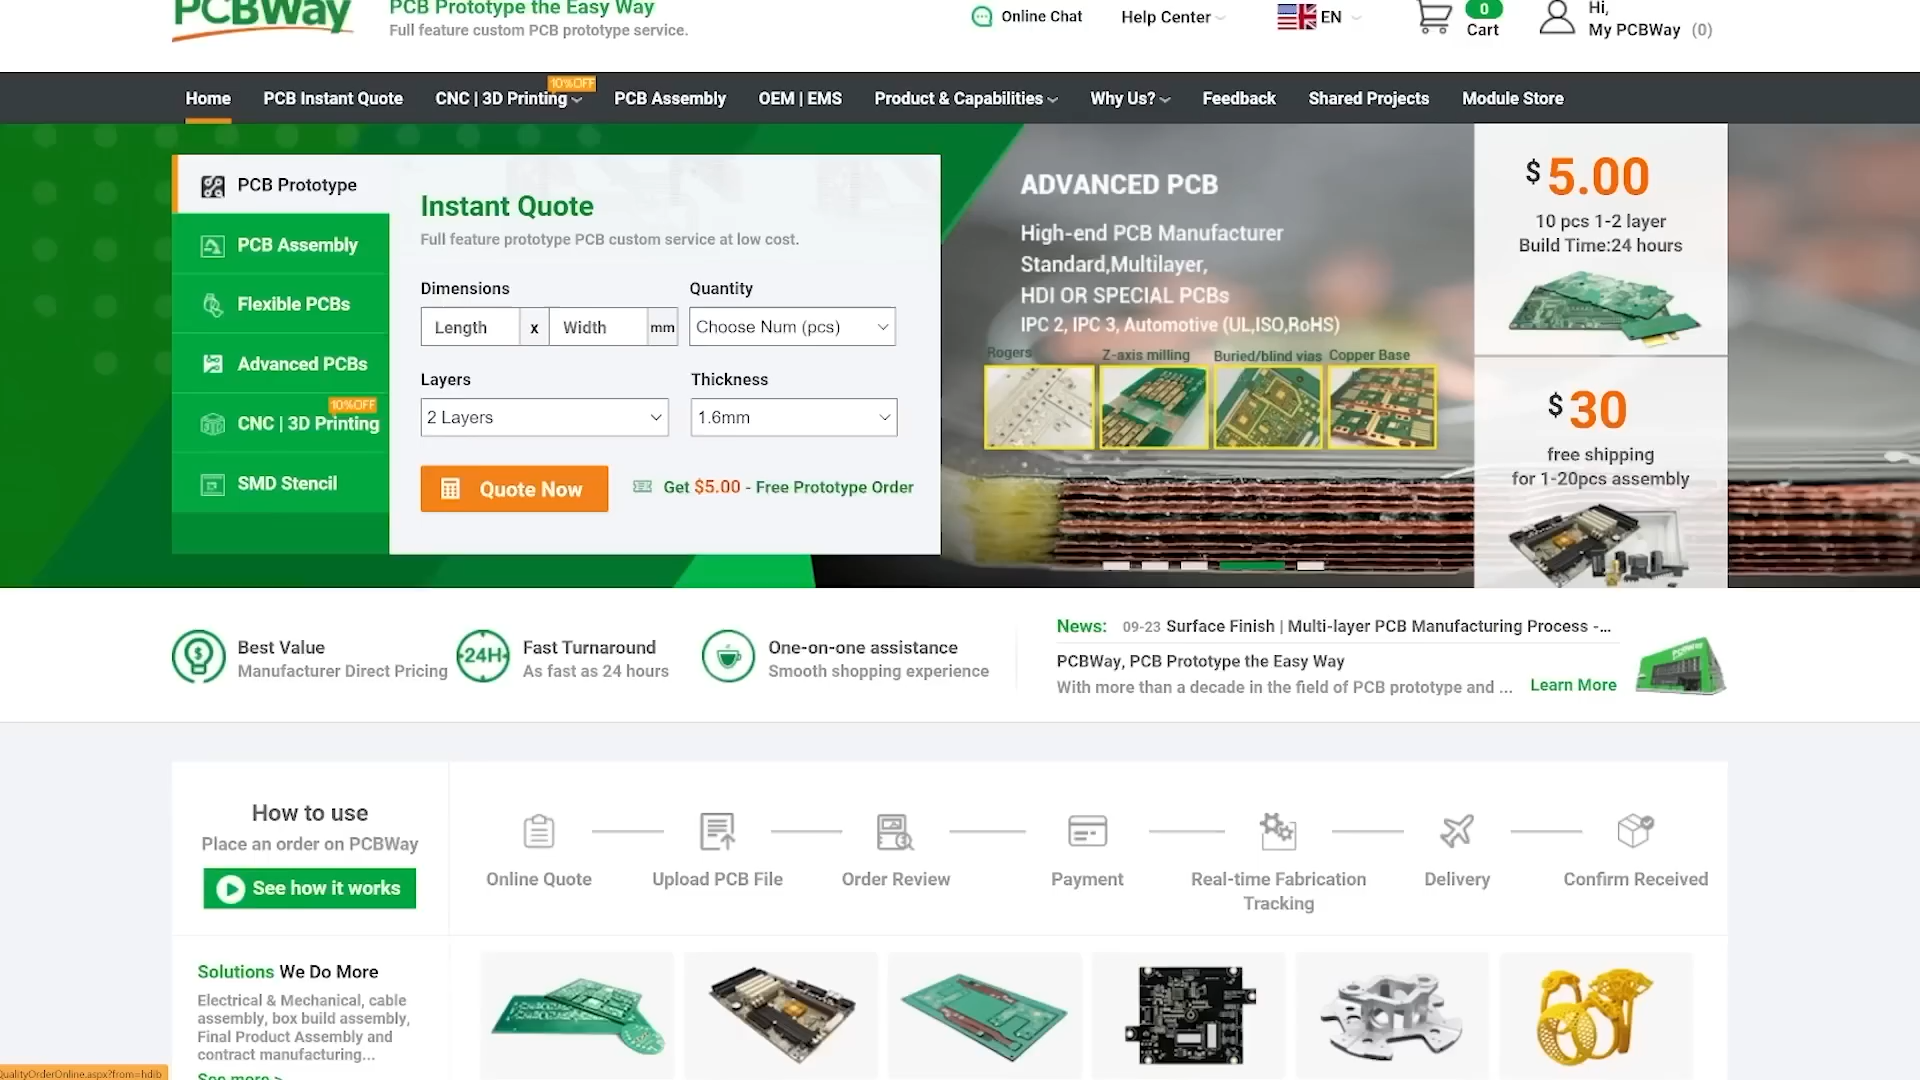 PCBWay
PCB Prototype the Easy Way
Full feature custom PCB prototype service.
Online Chat
Help Center
EN
0
Cart
Hi,
My PCBWay (0)
Home
PCB Instant Quote
CNC | 3D Printing
10%OFF
PCB Assembly
OEM | EMS
Product & Capabilities
Why Us?
Feedback
Shared Projects
Module Store
PCB Prototype
PCB Assembly
Flexible PCBs
Advanced PCBs
10%OFF
CNC | 3D Printing
SMD Stencil
Instant Quote
Full feature prototype PCB custom service at low cost.
Dimensions
Quantity
Length x Width mm
Choose Num (pcs)
Layers
Thickness
2 Layers
1.6mm
Quote Now
Get $5.00 - Free Prototype Order
ADVANCED PCB
High-end PCB Manufacturer
Standard,Multilayer,
HDI OR SPECIAL PCBs
IPC 2, IPC 3, Automotive (UL,ISO,RoHS)
Rogers
Z-axis milling
Buried/blind vias
Copper Base
$5.00
10 pcs 1-2 layer
Build Time:24 hours
$30
free shipping
for 1-20pcs assembly
Best Value
Manufacturer Direct Pricing
24H
Fast Turnaround
As fast as 24 hours
One-on-one assistance
Smooth shopping experience
News: 09-23 Surface Finish | Multi-layer PCB Manufacturing Process -...
PCBWay, PCB Prototype the Easy Way
With more than a decade in the field of PCB prototype and ... Learn More
How to use
Place an order on PCBWay
See how it works
Online Quote
Upload PCB File
Order Review
Payment
Real-time Fabrication
Tracking
Delivery
Confirm Received
Solutions We Do More
Electrical & Mechanical, cable
assembly, box build assembly,
Final Product Assembly and
contract manufacturing...
See more >
QualityOrderOnline.aspx?from=hdib